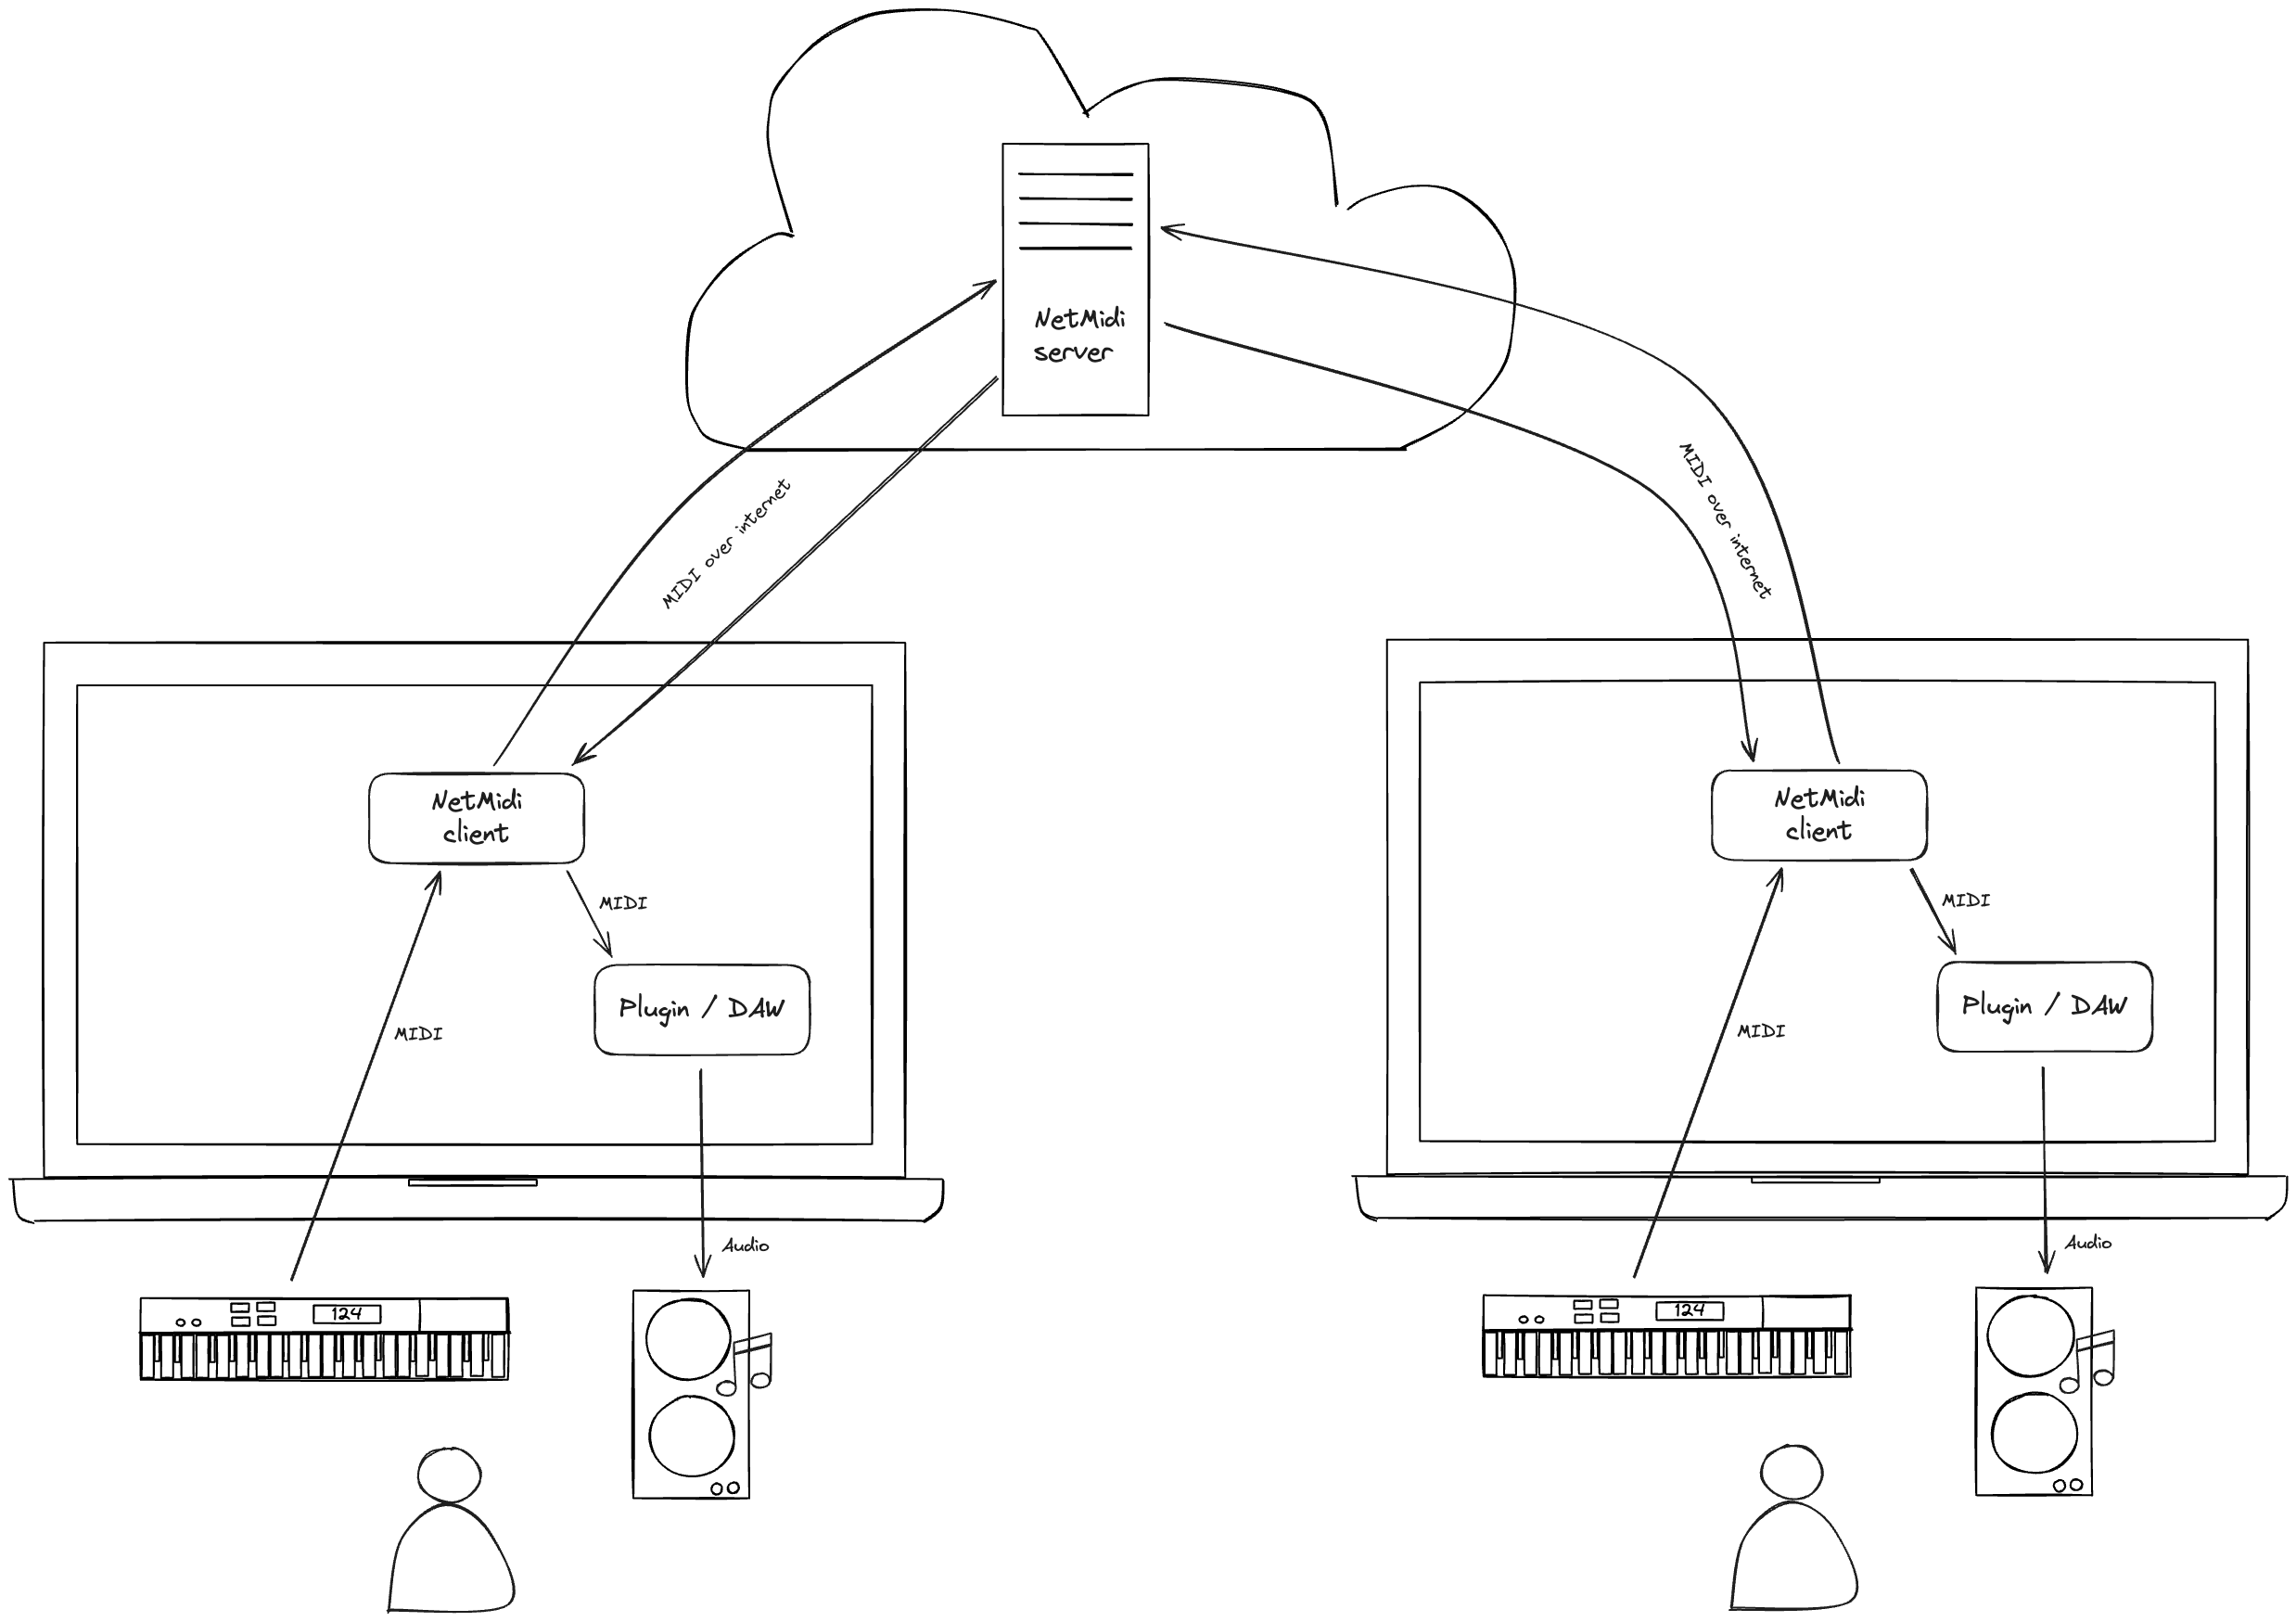 NetMidi
server
MIDI over internet
MIDI over internet
NetMidi
client
MIDI
Plugin / DAW
MIDI
Audio
124
NetMidi
client
MIDI
Plugin / DAW
MIDI
Audio
124